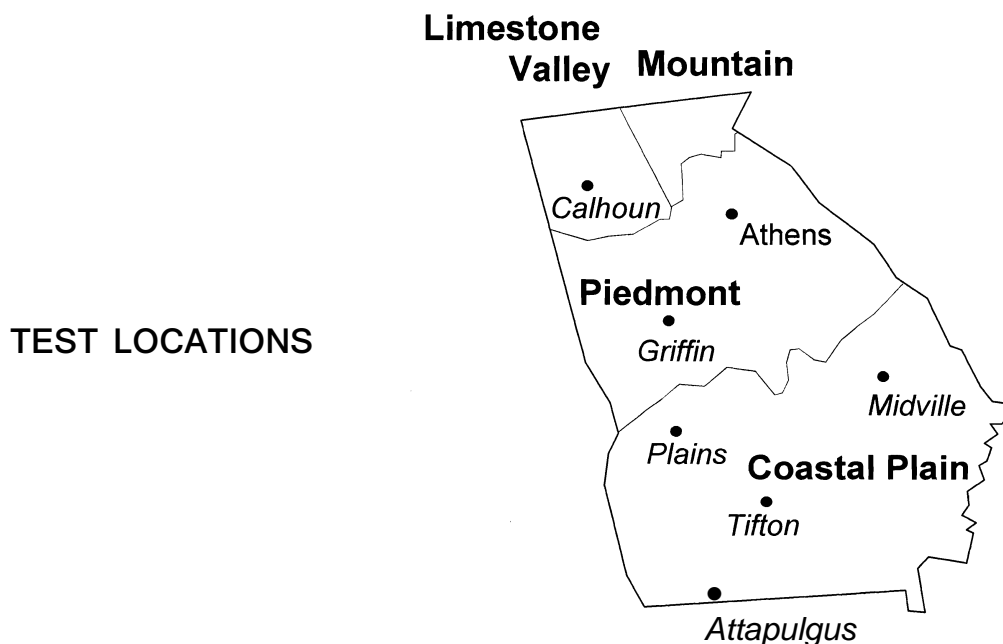 Limestone
Valley Mountain
Calhoun
Athens
Piedmont
TEST LOCATIONS
Griffin
Midville
Plains
Coastal Plain
Tifton
Attapulgus